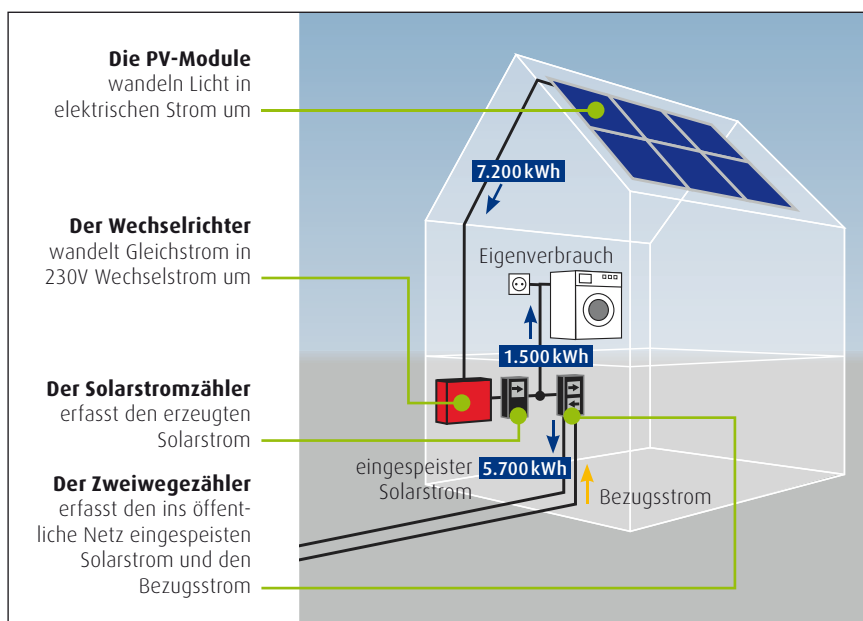 Die PV-Module
wandeln Licht in
elektrischen Strom um
Der Wechselrichter
wandelt Gleichstrom in
230V Wechselstrom um
Der Solarstromzähler
erfasst den erzeugten
Solarstrom
Der Zweiwegezähler
erfasst den ins öffent-
liche Netz eingespeisten
Solarstrom und den
Bezugsstrom
7.200 kWh
Eigenverbrauch
1.500 kWh
eingespeister
Solarstrom
5.700 kWh
Bezugsstrom